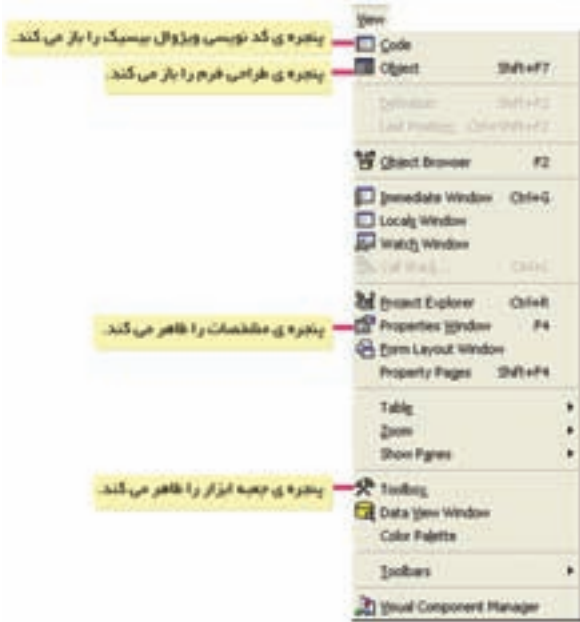 View
پنجره ی کد نویسی ویژوال بیسیک را باز می کند.
Code
پنجره ی طراحی فرم را باز می کند.
Object Shift+F7
Definition Shift+F2
Last Position Ctrl+Shift+F2
Object Browser F2
Immediate Window Ctrl+G
Locals Window
Watch Window
Call Stack... Ctrl+L
Project Explorer Ctrl+R
پنجره ی مشخصات را ظاهر می کند.
Properties Window F4
Form Layout Window
Property Pages Shift+F4
Table
Zoom
Show Panes
پنجره ی جعبه ابزار را ظاهر می کند.
Toolbox
Data View Window
Color Palette
Toolbars
Visual Component Manager